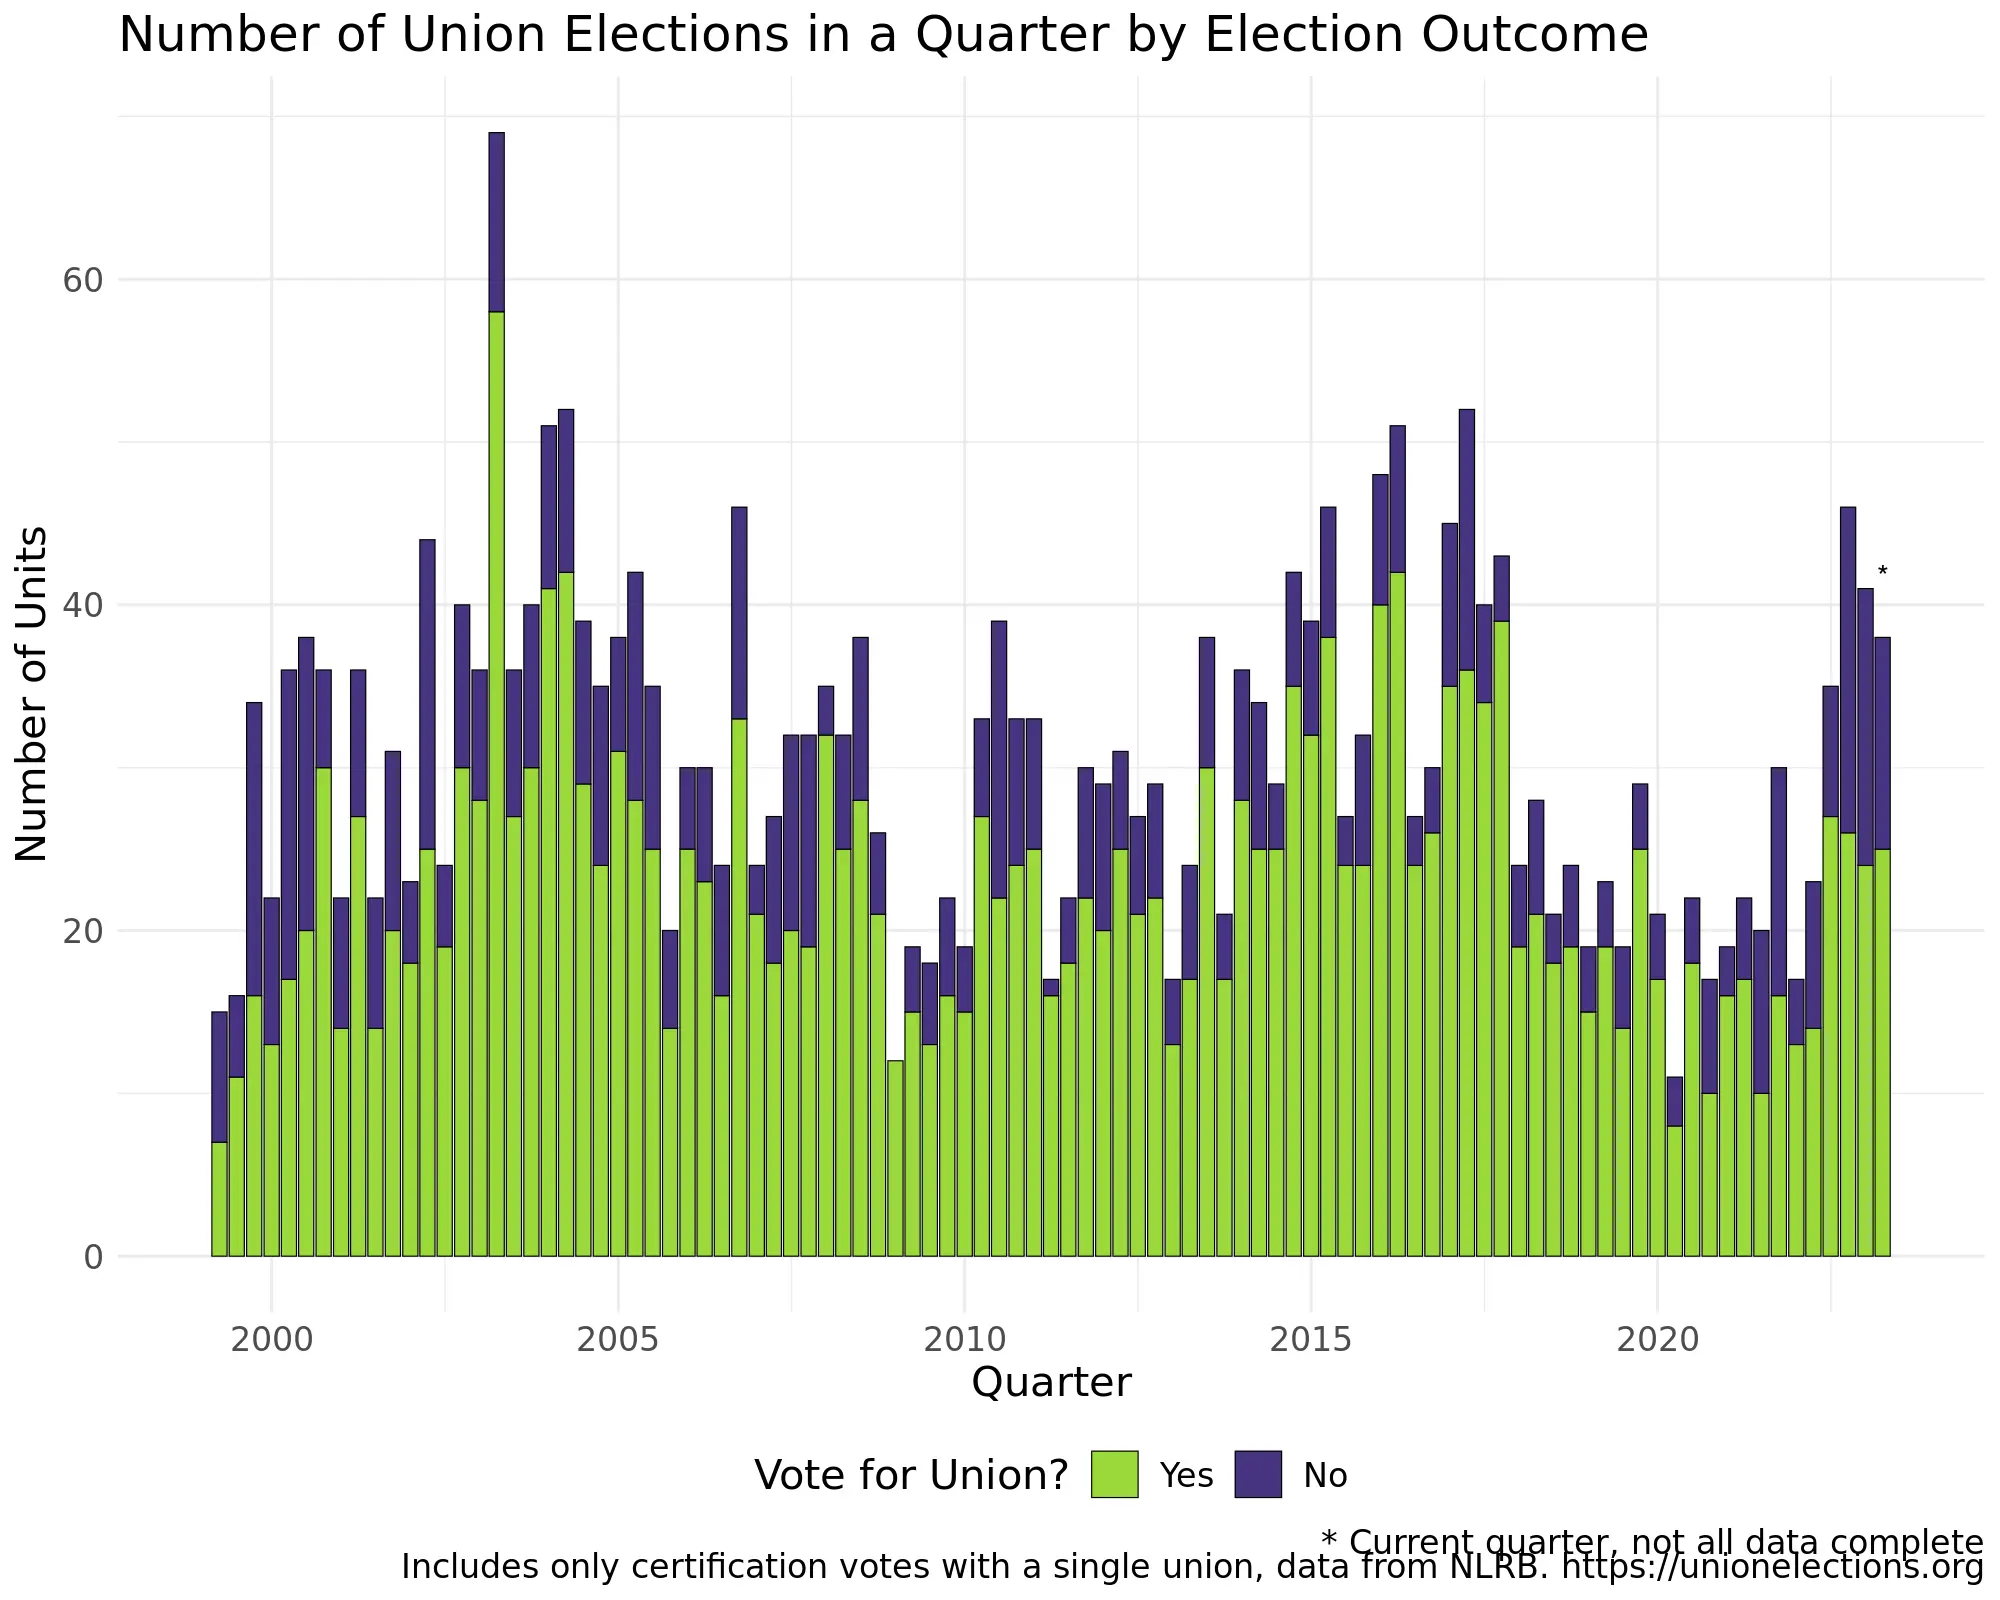 Number of Union Elections in a Quarter by Election Outcome
Number of Units
60
40
20
0
*
2000 2005 2010 2015 2020
Quarter
Vote for Union? Yes No
* Current quarter, not all data complete
Includes only certification votes with a single union, data from NLRB. https://unionelections.org